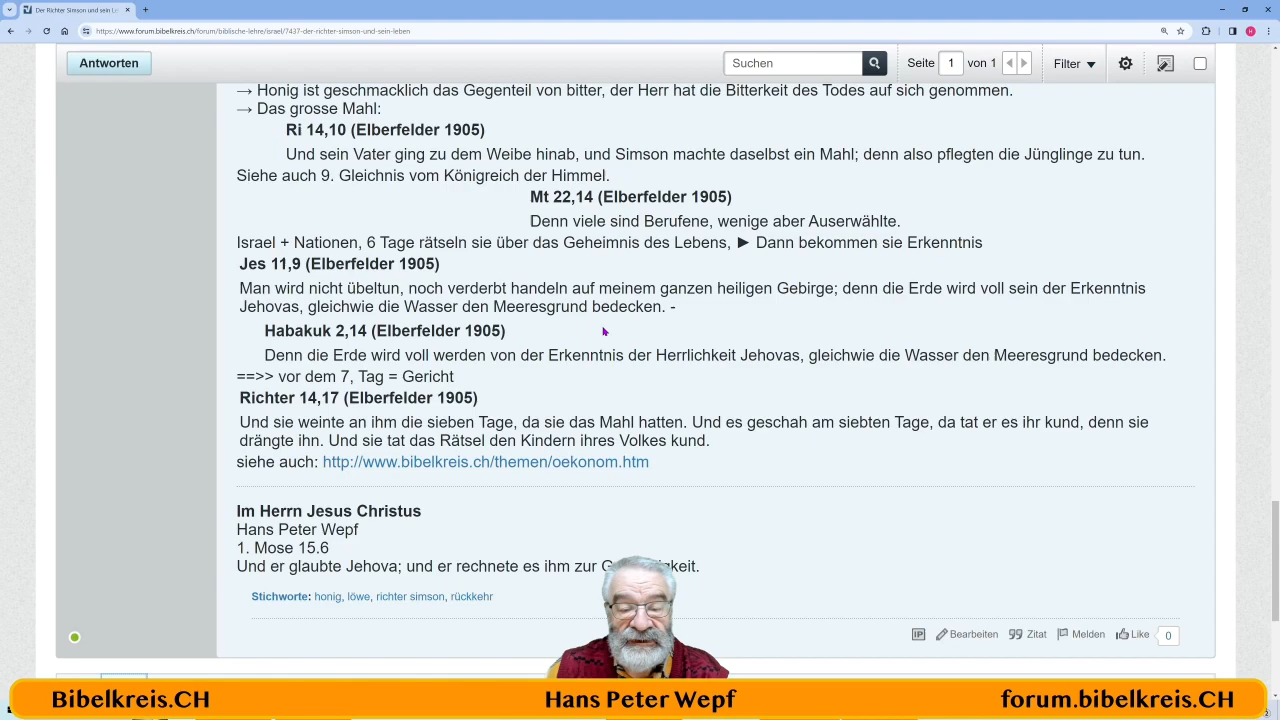 Der Richter Simson und sein Le
https://www.forum.bibelkreis.ch/forum/biblische-lehre/israel/7437-der-richter-simson-und-sein-leben
Antworten
Suchen
Seite 1 von 1
Filter
→ Honig ist geschmacklich das Gegenteil von bitter, der Herr hat die Bitterkeit des Todes auf sich genommen.
→ Das grosse Mahl:
Ri 14,10 (Elberfelder 1905)
Und sein Vater ging zu dem Weibe hinab, und Simson machte daselbst ein Mahl; denn also pflegten die Jünglinge zu tun.
Siehe auch 9. Gleichnis vom Königreich der Himmel.
Mt 22,14 (Elberfelder 1905)
Denn viele sind Berufene, wenige aber Auserwählte.
Israel + Nationen, 6 Tage rätseln sie über das Geheimnis des Lebens, ► Dann bekommen sie Erkenntnis
Jes 11,9 (Elberfelder 1905)
Man wird nicht übeltun, noch verderbt handeln auf meinem ganzen heiligen Gebirge; denn die Erde wird voll sein der Erkenntnis
Jehovas, gleichwie die Wasser den Meeresgrund bedecken. -
Habakuk 2,14 (Elberfelder 1905)
Denn die Erde wird voll werden von der Erkenntnis der Herrlichkeit Jehovas, gleichwie die Wasser den Meeresgrund bedecken.
==>> vor dem 7, Tag = Gericht
Richter 14,17 (Elberfelder 1905)
Und sie weinte an ihm die sieben Tage, da sie das Mahl hatten. Und es geschah am siebten Tage, da tat er es ihr kund, denn sie
drängte ihn. Und sie tat das Rätsel den Kindern ihres Volkes kund.
siehe auch: http://www.bibelkreis.ch/themen/oekonom.htm
Im Herrn Jesus Christus
Hans Peter Wepf
1. Mose 15.6
Und er glaubte Jehova; und er rechnete es ihm zur
Stichworte: honig, löwe, richter simson, rückkehr
IP Bearbeiten Zitat Melden Like 0
Bibelkreis.CH Hans Peter Wepf forum.bibelkreis.CH